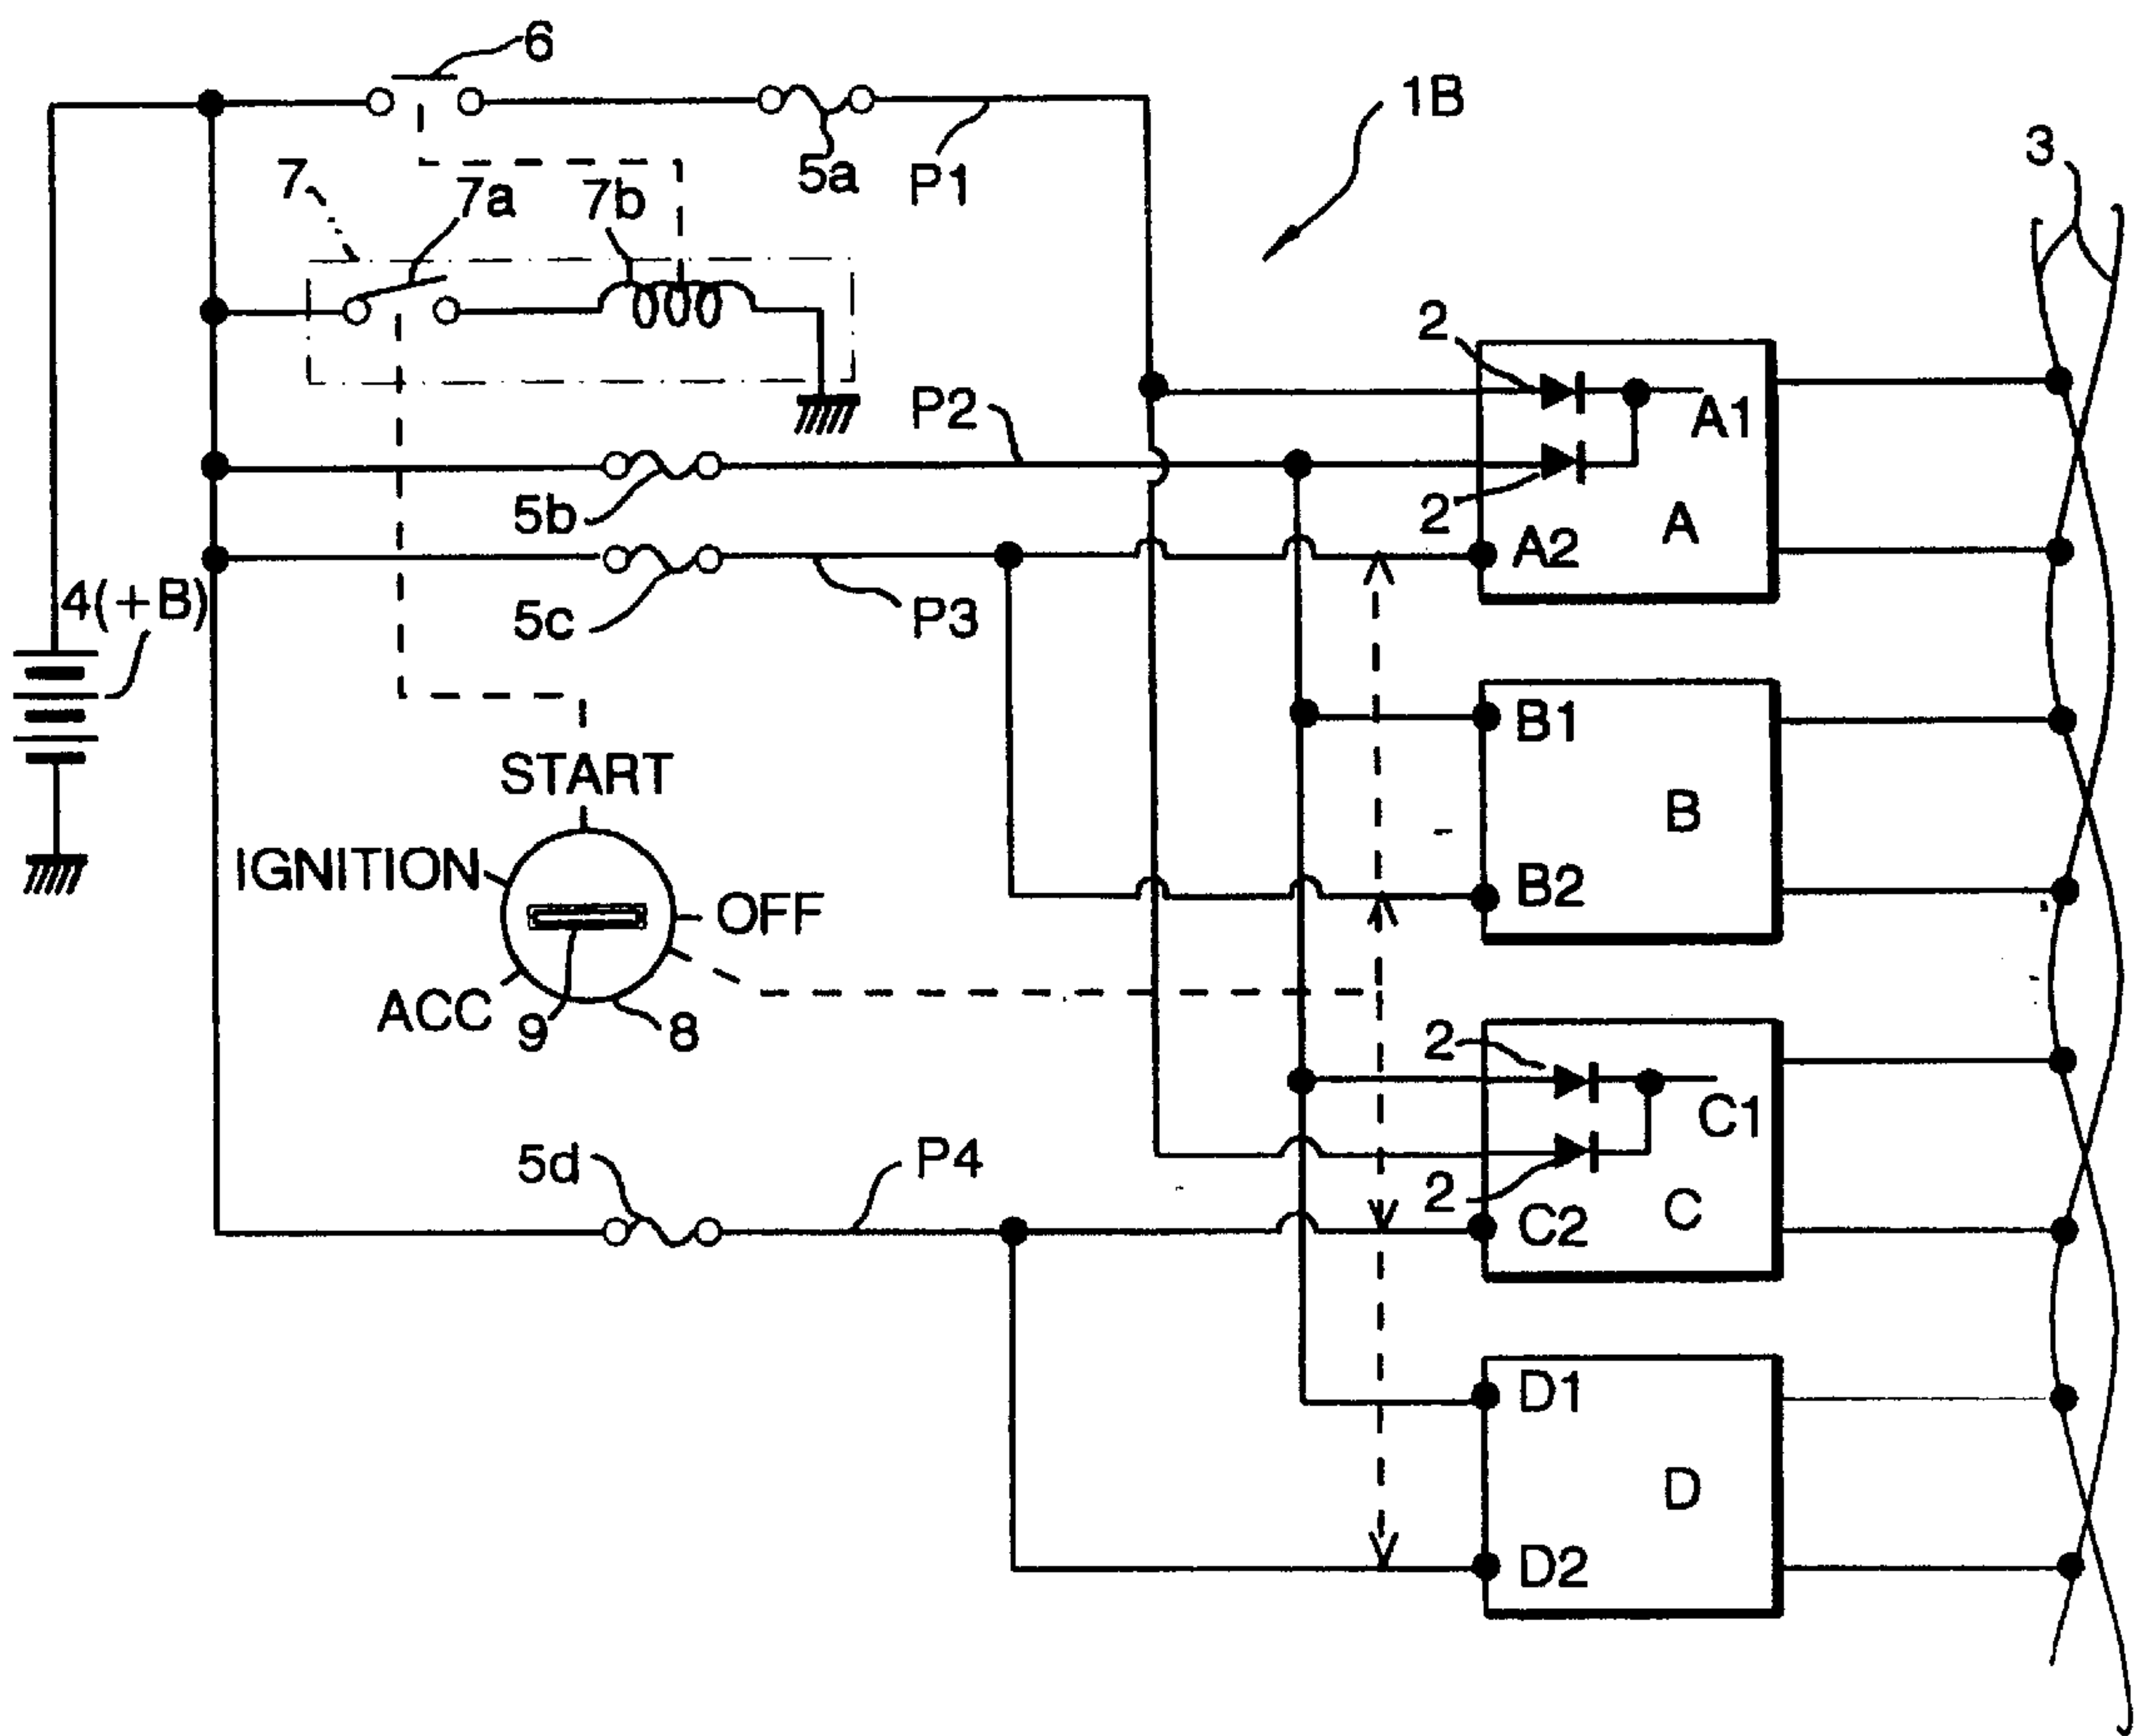 6
1B
3
5a
P1
7
7a
7b
2
P2
A1
5b
2
A
A2
4(+B)
5c
P3
B1
START
B
IGNITION
B2
OFF
ACC
9
8
2
C1
5d
P4
2
C
C2
D1
D
D2